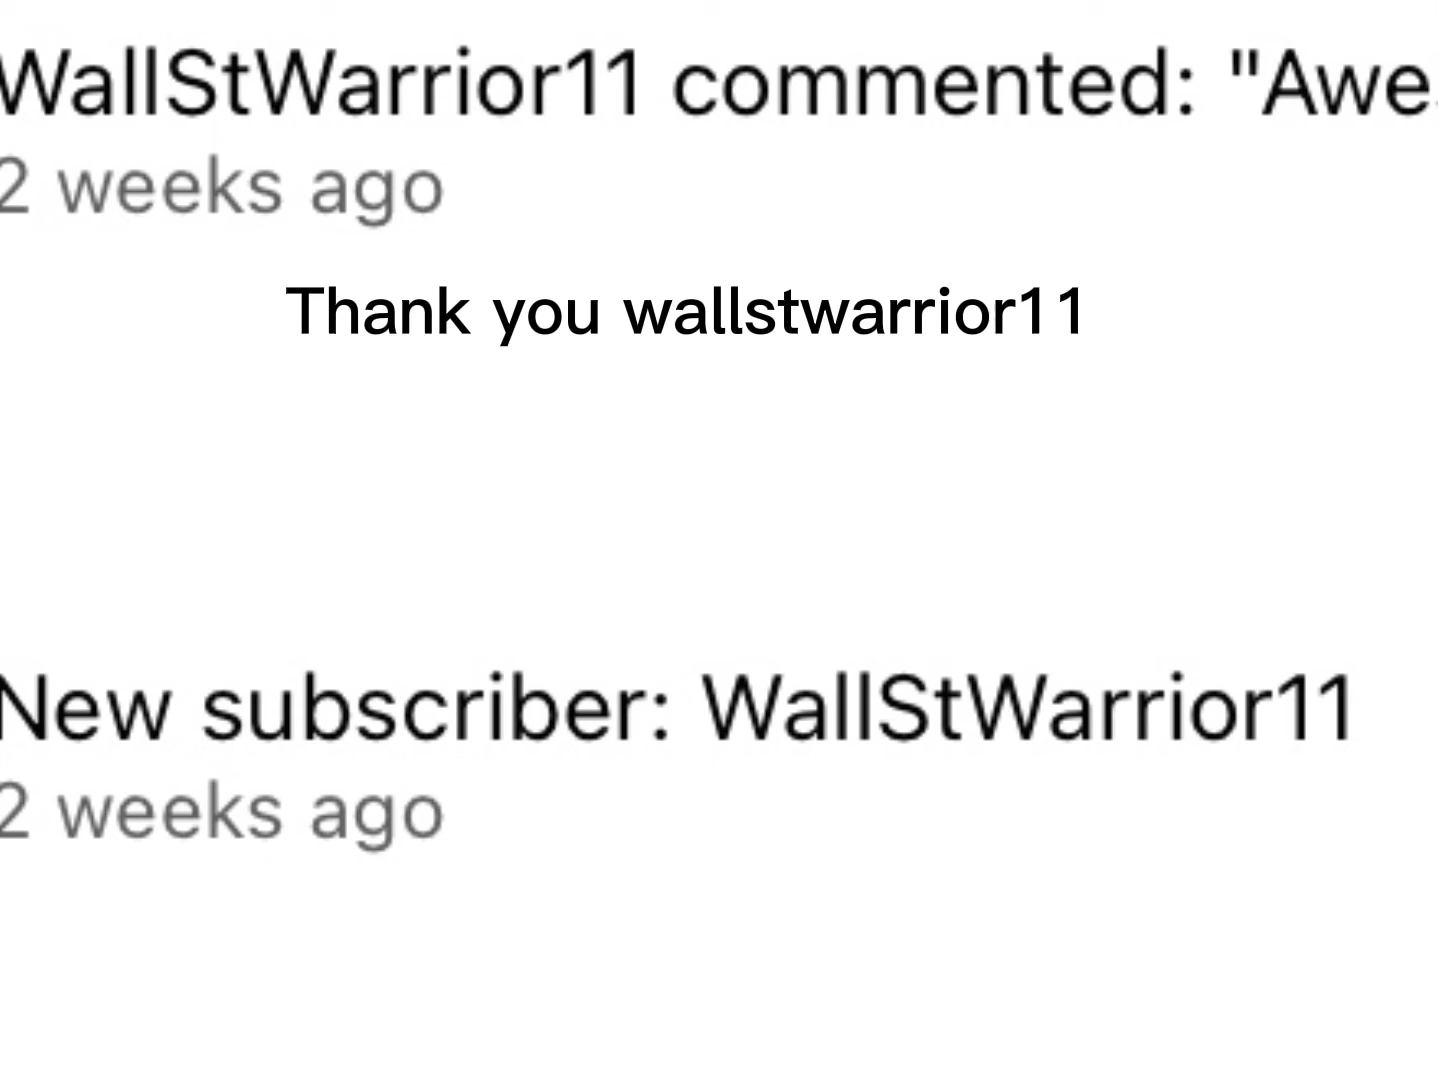 WallStWarrior11 commented: "Awe
2 weeks ago
Thank you wallstwarrior11
New subscriber: WallStWarrior11
2 weeks ago